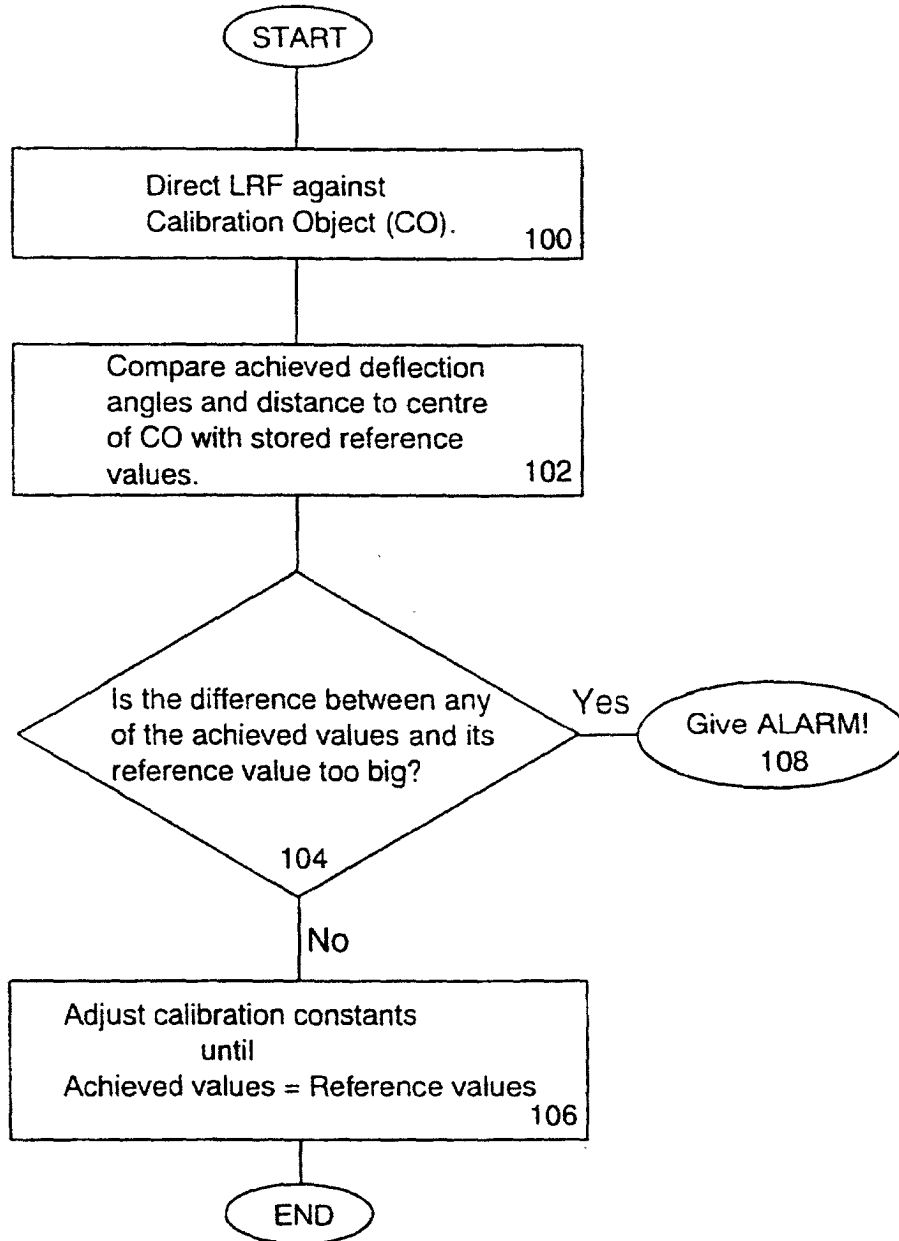 START
Direct LRF against
Calibration Object (CO).
100
Compare achieved deflection
angles and distance to centre
of CO with stored reference
values.
102
Is the difference between any
of the achieved values and its
reference value too big?
104
Yes
Give ALARM!
108
No
Adjust calibration constants
until
Achieved values = Reference values
106
END